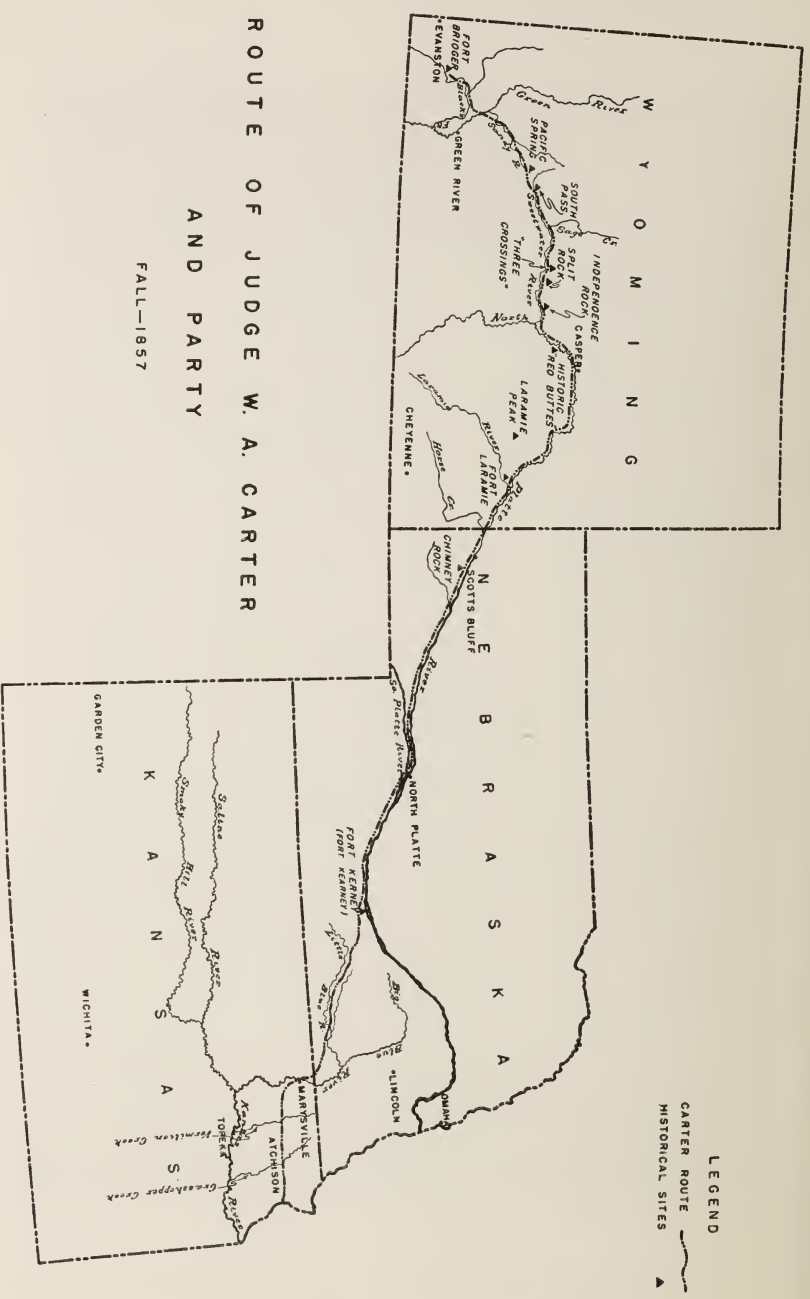 ROUTE OF JUDGE W. A. CARTER
AND PARTY
FALL—1857
LEGEND
CARTER ROUTE
HISTORICAL SITES
WYOMING
Green River
FORT
BRIDGER
EVANSTON
Blacks
GREEN RIVER
Sandy R.
PACIFIC
SPRING
SOUTH
PASS
Sweetwater River
SPLIT
ROCK
INDEPENDENCE
ROCK
"THREE
CROSSINGS"
CASPER
HISTORIC
RED BUTTES
North
LARAMIE
PEAK
Laramie River
FORT
LARAMIE
Platte
Horse Cr.
CHEYENNE
NEBRASKA
CHIMNEY
ROCK
SCOTTS BLUFF
River
So. Platte River
NORTH PLATTE
FORT KERNEY
(FORT KEARNEY)
Little Blue R.
Big Blue River
LINCOLN
OMAHA
KANSAS
MARYSVILLE
ATCHISON
TOPEKA
Vermilion Creek
Grasshopper Creek
River
Saline River
Smoky Hill River
GARDEN CITY
WICHITA